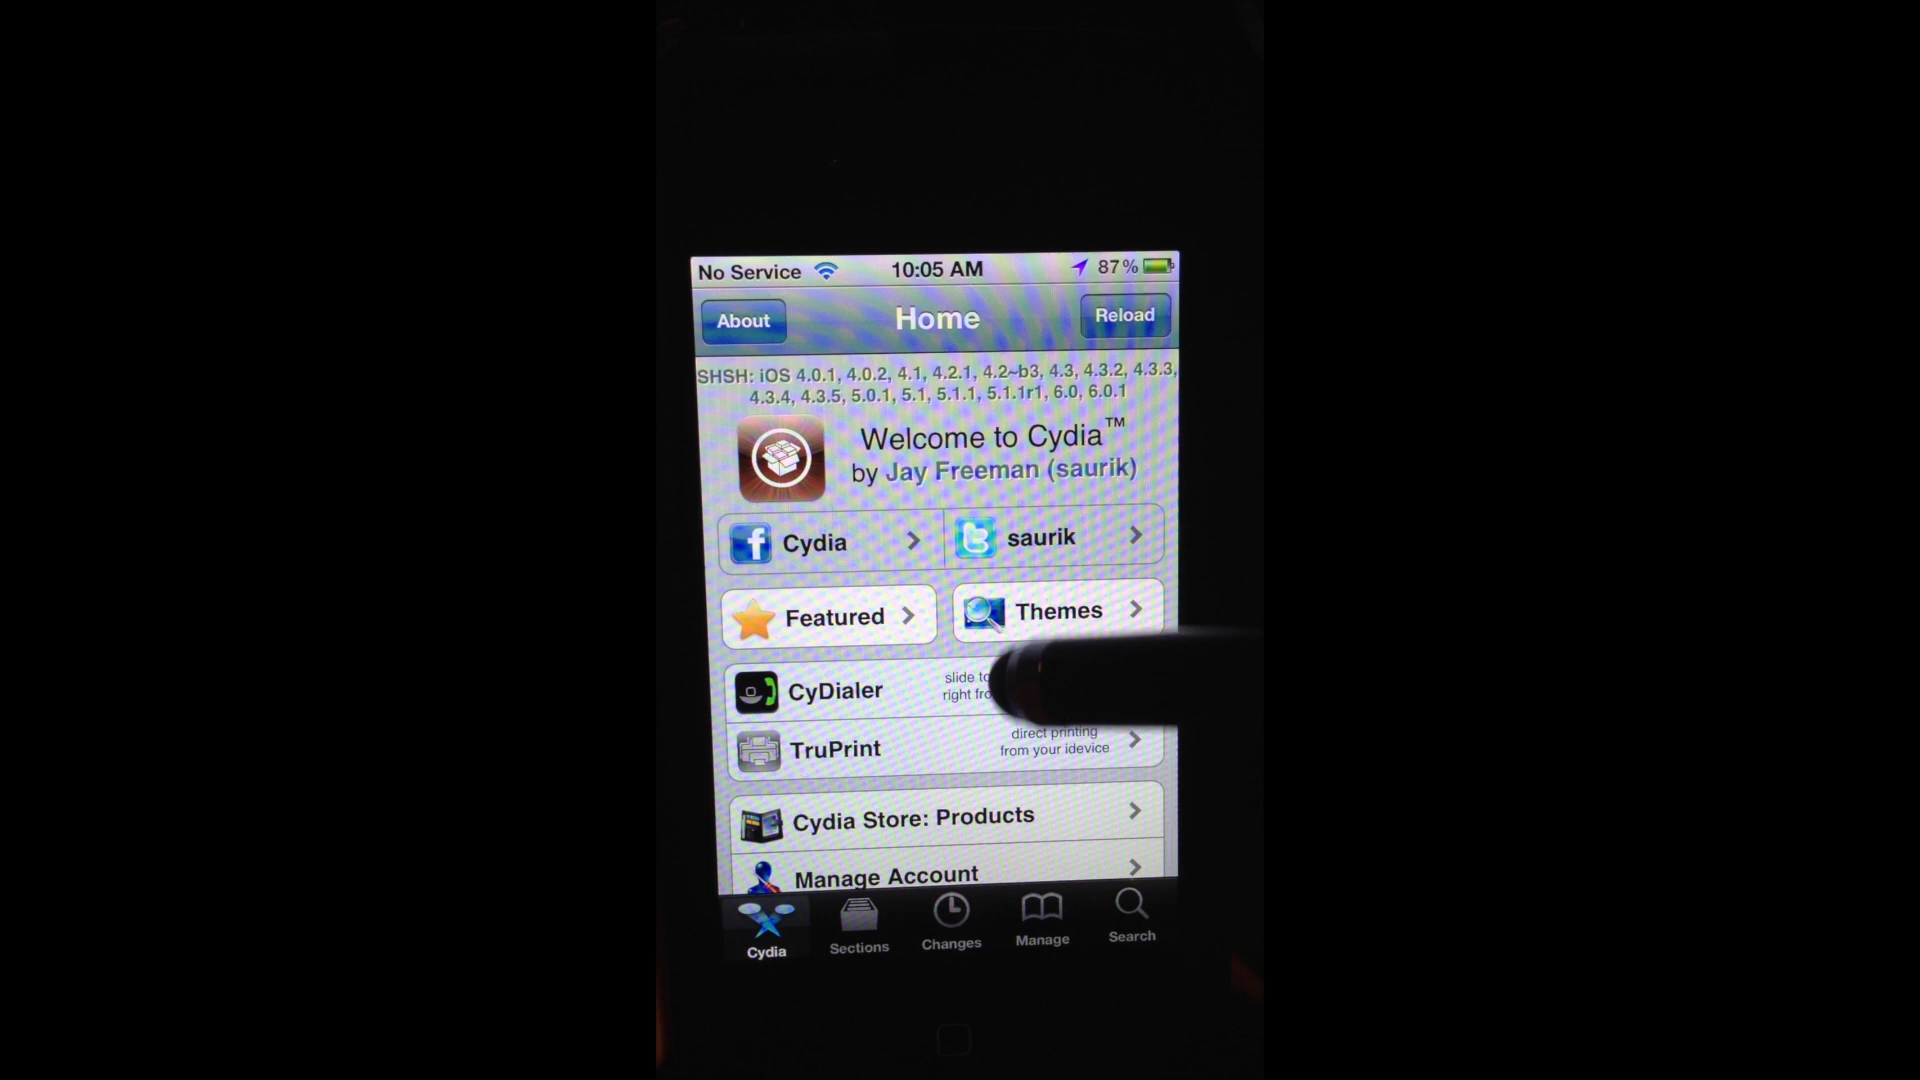 No Service 10:05 AM 87%
About Home Reload
SHSH: iOS 4.0.1, 4.0.2, 4.1, 4.2.1, 4.2~b3, 4.3, 4.3.2, 4.3.3,
4.3.4, 4.3.5, 5.0.1, 5.1, 5.1.1, 5.1.1r1, 6.0, 6.0.1
Welcome to Cydia™
by Jay Freeman (saurik)
Cydia saurik
Featured Themes
CyDialer slide to
right
TruPrint direct printing
from your idevice
Cydia Store: Products
Manage Account
Cydia Sections Changes Manage Search